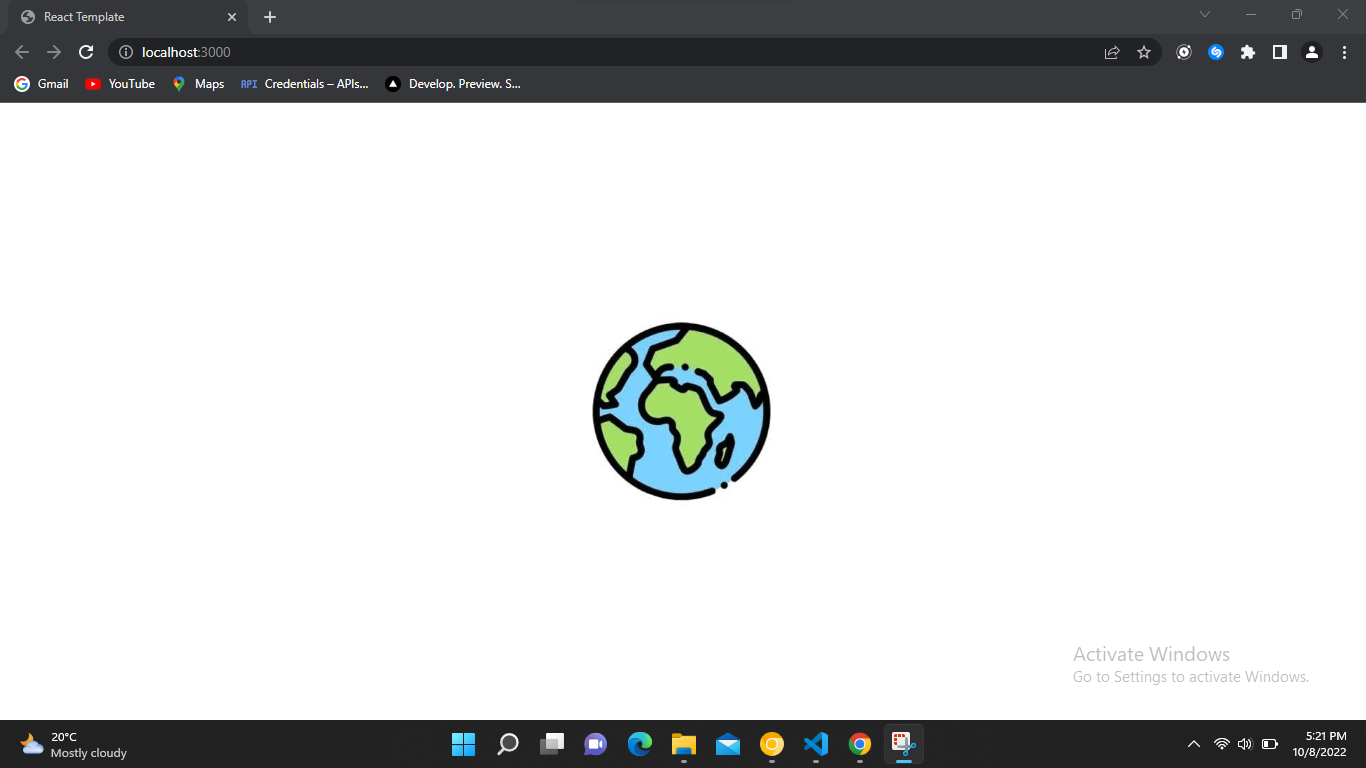 React Template
localhost:3000
Gmail YouTube Maps API Credentials – APIs... Develop. Preview. S...
Activate Windows
Go to Settings to activate Windows.
20°C
Mostly cloudy
5:21 PM
10/8/2022